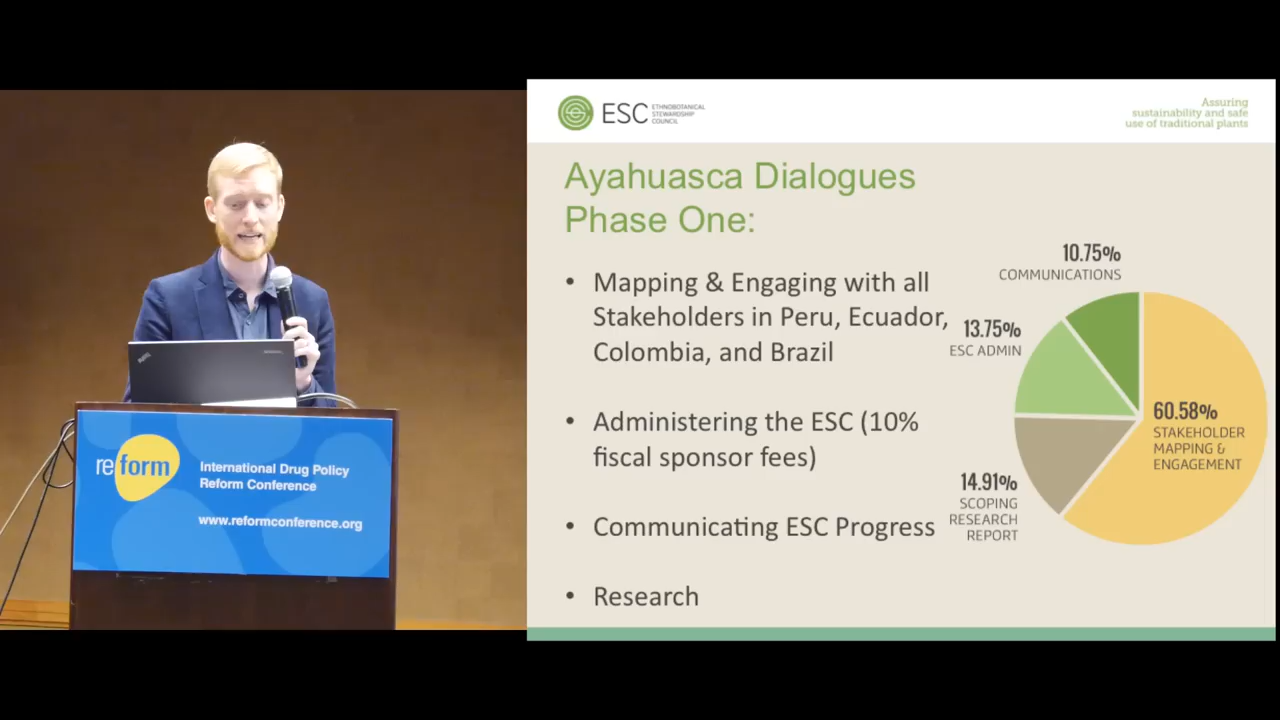 ESC
ETHNOBOTANICAL
STEWARDSHIP
COUNCIL
Assuring
sustainability and safe
use of traditional plants
Ayahuasca Dialogues
Phase One:
• Mapping & Engaging with all
Stakeholders in Peru, Ecuador,
Colombia, and Brazil
• Administering the ESC (10%
fiscal sponsor fees)
• Communicating ESC Progress
• Research
10.75%
COMMUNICATIONS
13.75%
ESC ADMIN
60.58%
STAKEHOLDER
MAPPING &
ENGAGEMENT
14.91%
SCOPING
RESEARCH
REPORT
reform
International Drug Policy
Reform Conference
www.reformconference.org